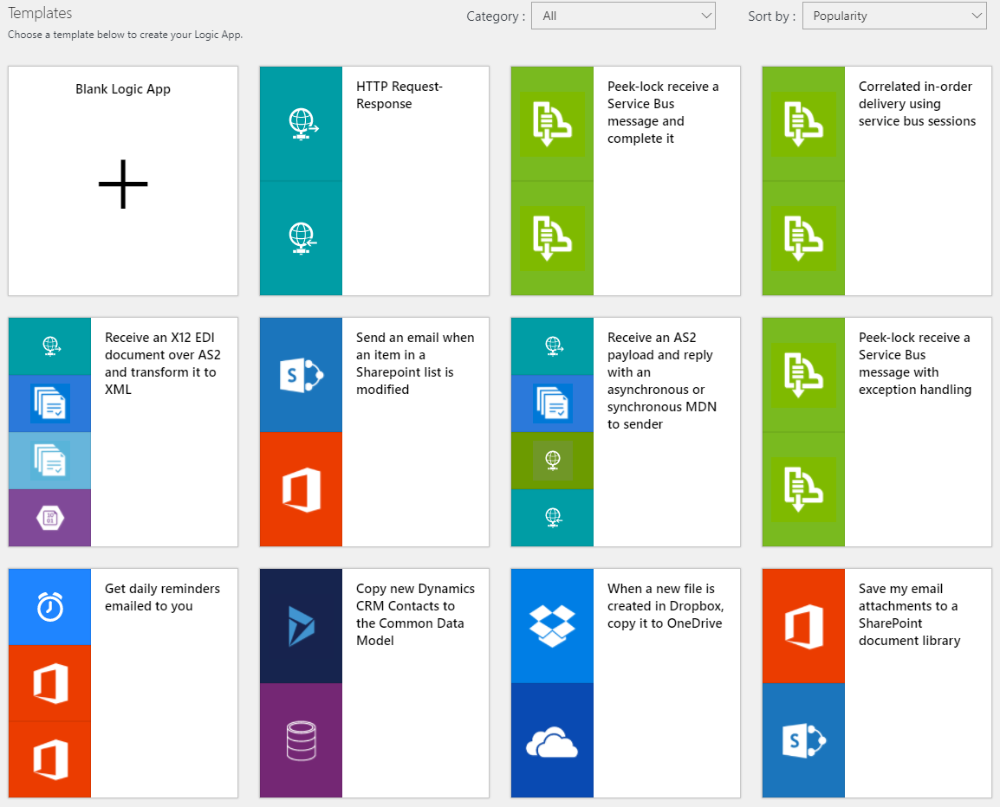 Templates
Category :
All
Sort by :
Popularity
Choose a template below to create your Logic App.
Blank Logic App
HTTP Request-
Response
Peek-lock receive a
Service Bus
message and
complete it
Correlated in-order
delivery using
service bus sessions
Receive an X12 EDI
document over AS2
and transform it to
XML
Send an email when
an item in a
Sharepoint list is
modified
S
Receive an AS2
payload and reply
with an
asynchronous or
synchronous MDN
to sender
Peek-lock receive a
Service Bus
message with
exception handling
10
01
Get daily reminders
emailed to you
Copy new Dynamics
CRM Contacts to
the Common Data
Model
When a new file is
created in Dropbox,
copy it to OneDrive
Save my email
attachments to a
SharePoint
document library
S